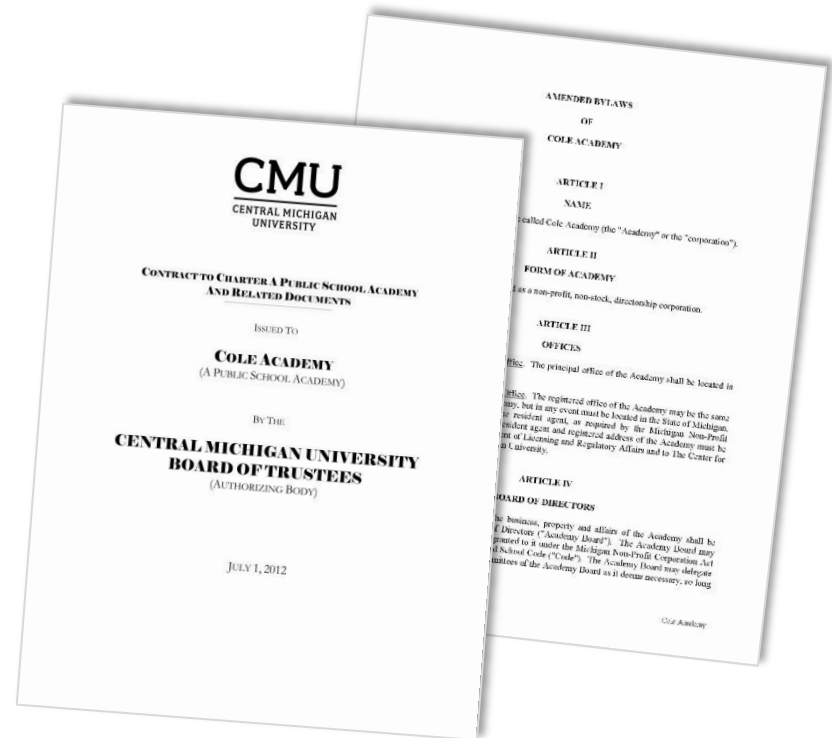 CMU
CENTRAL MICHIGAN
UNIVERSITY
CONTRACT TO CHARTER A PUBLIC SCHOOL ACADEMY
AND RELATED DOCUMENTS
ISSUED TO
COLE ACADEMY
(A PUBLIC SCHOOL ACADEMY)
BY THE
CENTRAL MICHIGAN UNIVERSITY
BOARD OF TRUSTEES
(AUTHORIZING BODY)
JULY 1, 2012
AMENDED BYLAWS
OF
COLE ACADEMY
ARTICLE I
NAME
called Cole Academy (the "Academy" or the "corporation").
ARTICLE II
FORM OF ACADEMY
as a non-profit, non-stock, directorship corporation.
ARTICLE III
OFFICES
The principal office of the Academy shall be located in
Office. The registered office of the Academy may be the same
but in any event must be located in the State of Michigan.
resident agent, as required by the Michigan Non-Profit
agent and registered address of the Academy must be
of Licensing and Regulatory Affairs and to The Center for
University.
ARTICLE IV
BOARD OF DIRECTORS
business, property and affairs of the Academy shall be
Directors ("Academy Board"). The Academy Board may
granted to it under the Michigan Non-Profit Corporation Act
School Code ("Code"). The Academy Board may delegate
of the Academy Board as it deems necessary, so long
Cole Academy